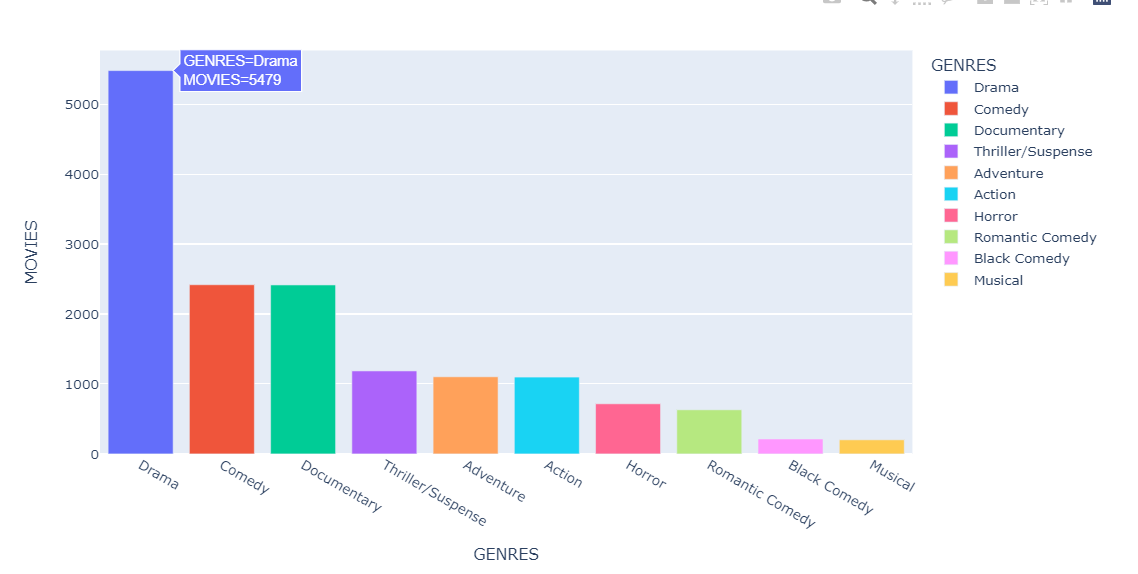 GENRES=Drama
MOVIES=5479
GENRES
Drama
Comedy
Documentary
Thriller/Suspense
Adventure
Action
Horror
Romantic Comedy
Black Comedy
Musical
MOVIES
5000
4000
3000
2000
1000
0
Drama
Comedy
Documentary
Thriller/Suspense
Adventure
Action
Horror
Romantic Comedy
Black Comedy
Musical
GENRES